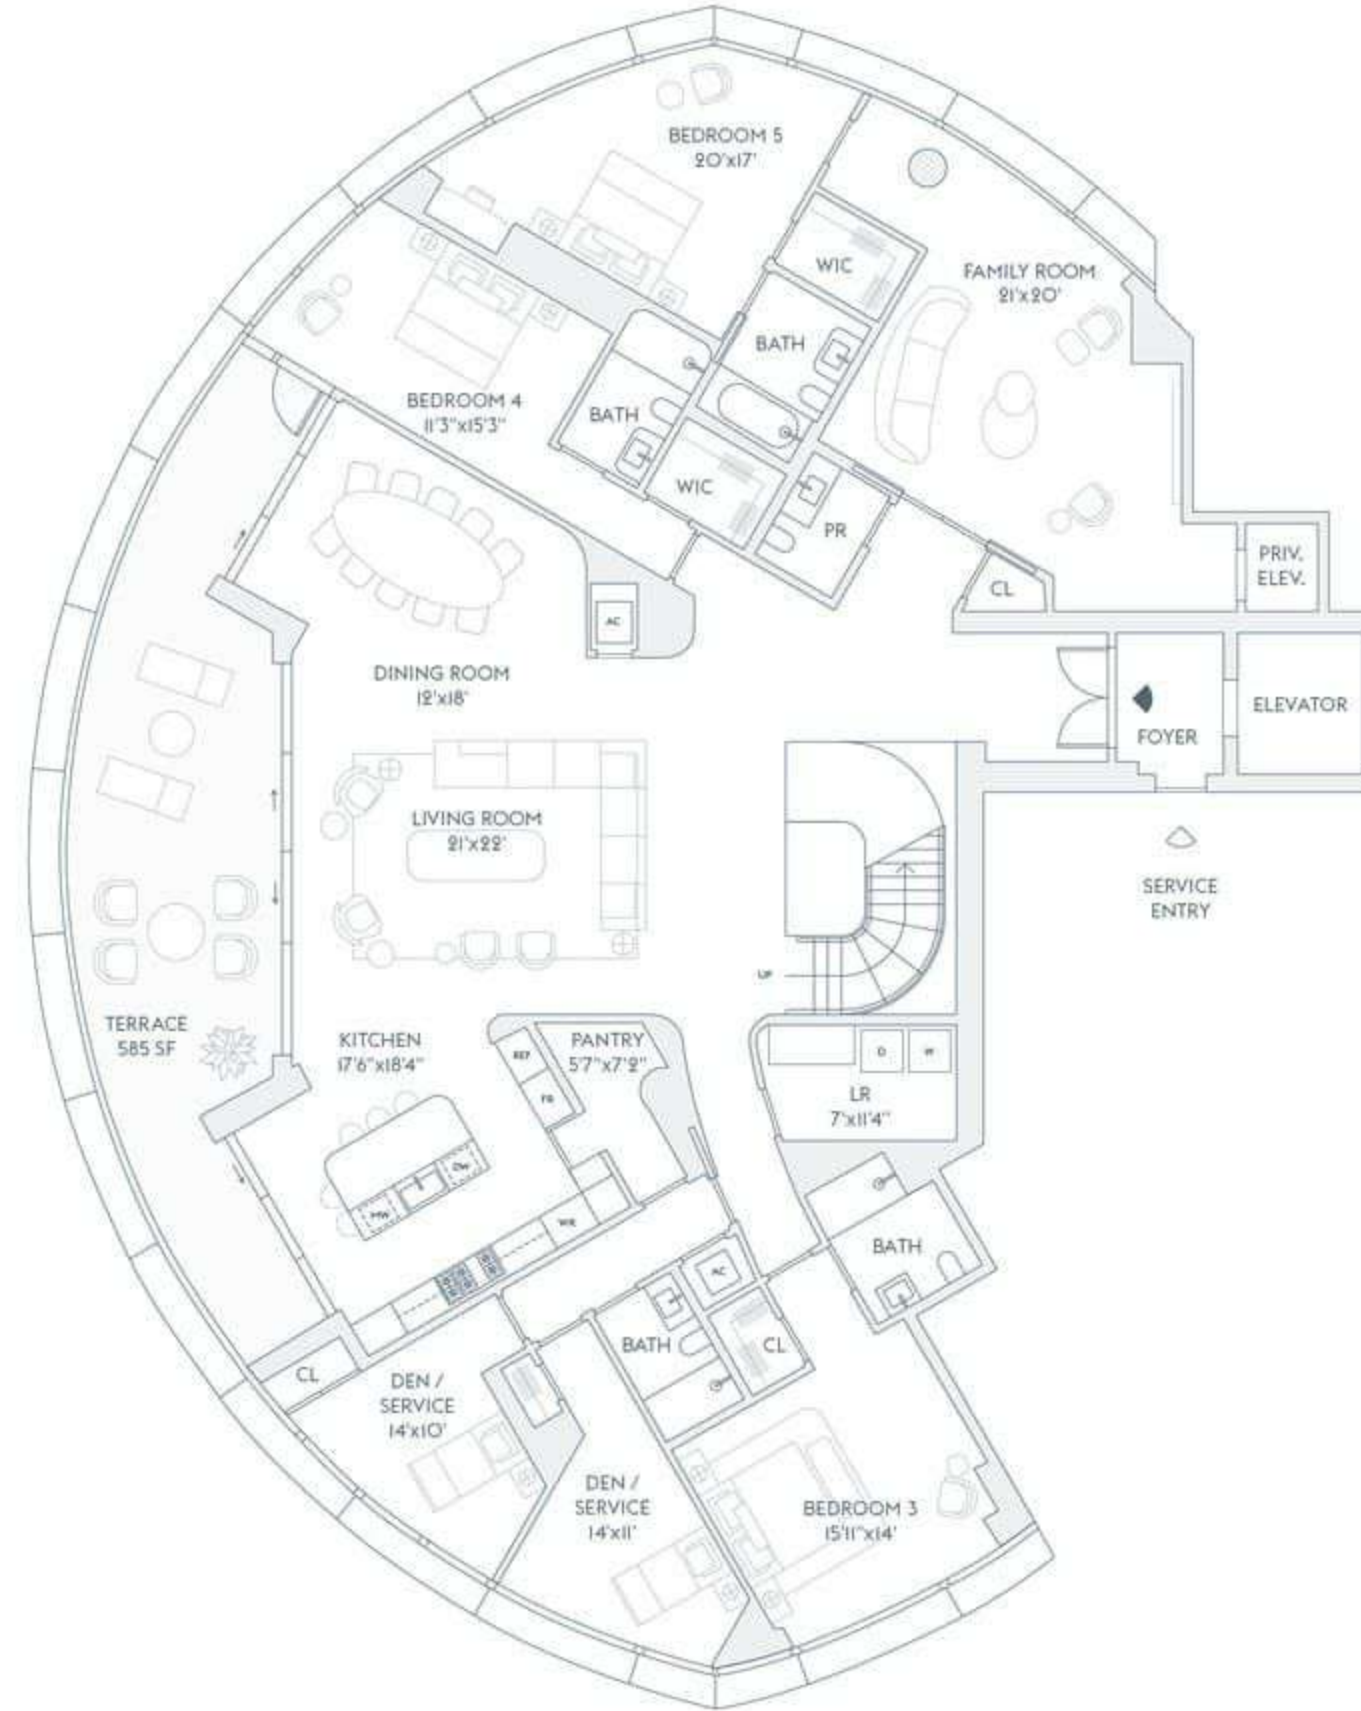 BEDROOM 5
20'x17'
WIC
FAMILY ROOM
21'x20'
BATH
BEDROOM 4
11'3"x15'3"
BATH
WIC
PR
PRIV.
ELEV.
CL
AC
DINING ROOM
12'x18'
ELEVATOR
FOYER
LIVING ROOM
21'x22'
SERVICE
ENTRY
UP
TERRACE
585 SF
KITCHEN
17'6"x18'4"
REF
FR
PANTRY
5'7"x7'2"
D
W
LR
7'x11'4"
DW
MW
WR
BATH
AC
BATH
CL
CL
DEN /
SERVICE
14'x10'
DEN /
SERVICE
14'x11'
BEDROOM 3
15'11"x14'